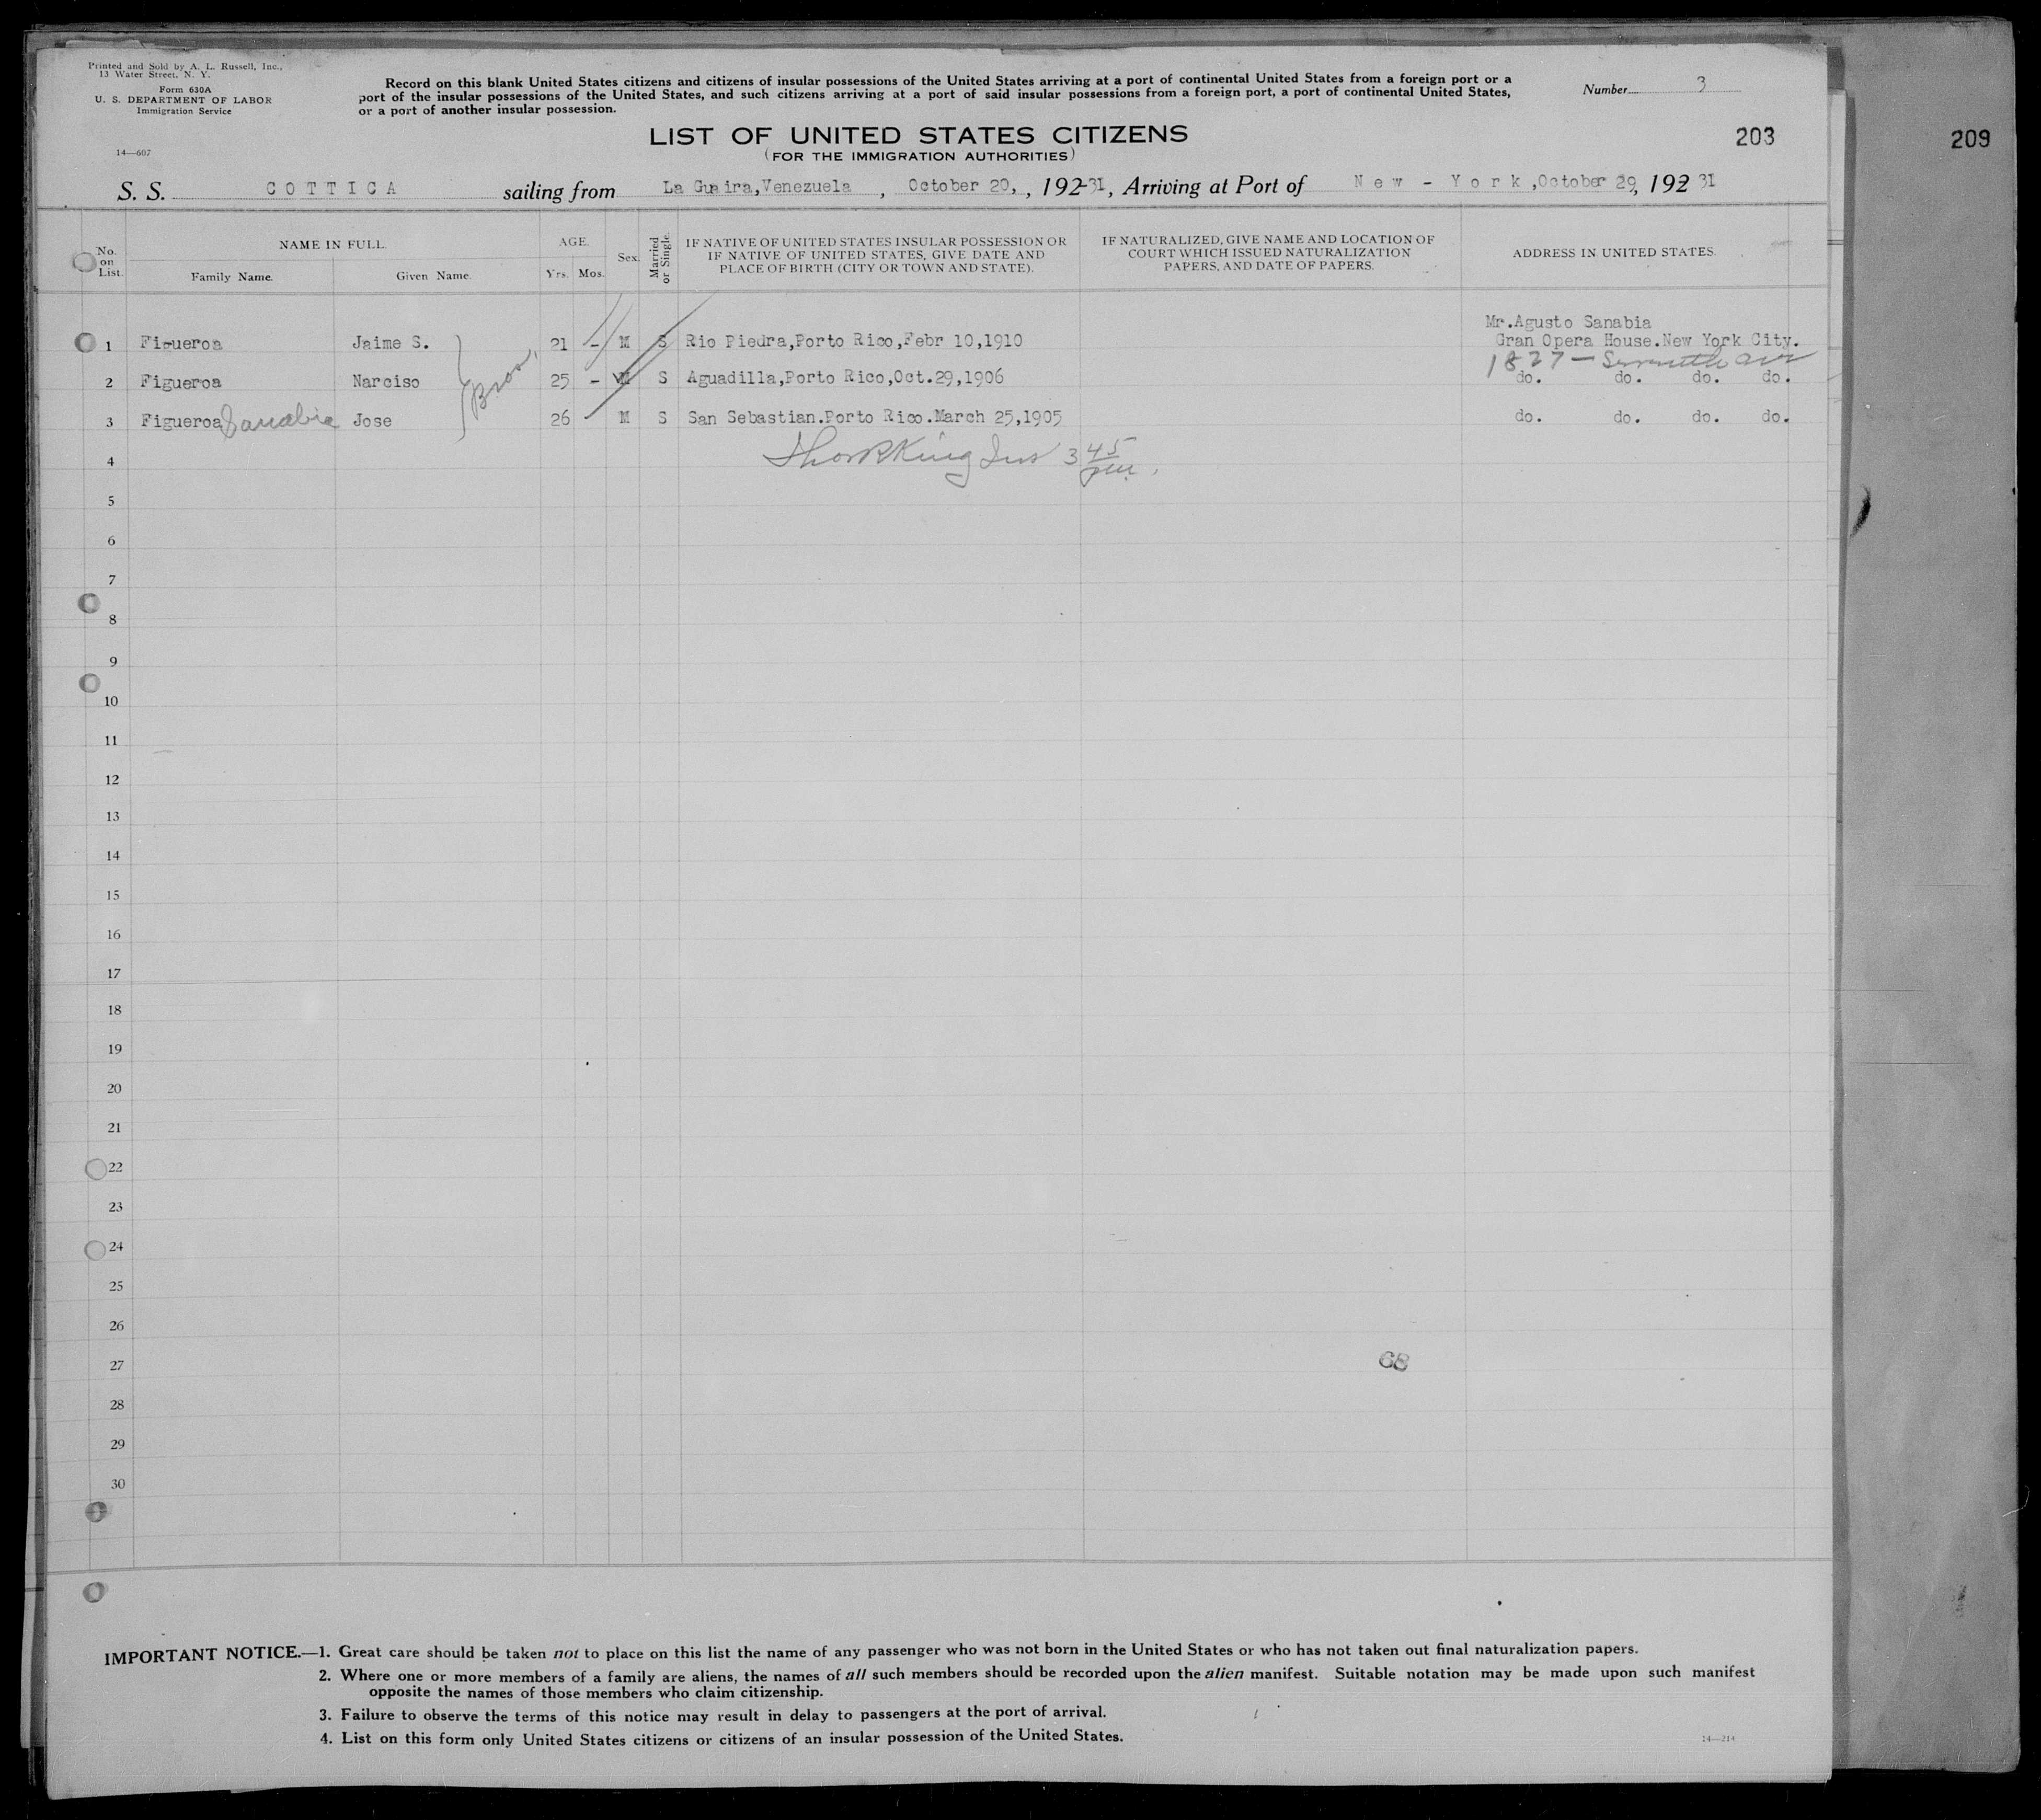 Printed and Sold by A. L. Russell, Inc.,
13 Water Street, N. Y.
Form 630A
U. S. DEPARTMENT OF LABOR
Immigration Service
14—607
Record on this blank United States citizens and citizens of insular possessions of the United States arriving at a port of continental United States from a foreign port or a
port of the insular possessions of the United States, and such citizens arriving at a port of said insular possessions from a foreign port, a port of continental United States,
or a port of another insular possession.
Number 3
LIST OF UNITED STATES CITIZENS
(FOR THE IMMIGRATION AUTHORITIES)
203
209
S. S. COTTICA sailing from La Guaira,Venezuela , October 20, , 192-31, Arriving at Port of New - York,October 29, 192 31
No. on List.
NAME IN FULL.
Family Name.
Given Name.
AGE.
Yrs.
Mos.
Sex.
Married or Single.
IF NATIVE OF UNITED STATES INSULAR POSSESSION OR
IF NATIVE OF UNITED STATES, GIVE DATE AND
PLACE OF BIRTH (CITY OR TOWN AND STATE).
IF NATURALIZED, GIVE NAME AND LOCATION OF
COURT WHICH ISSUED NATURALIZATION
PAPERS, AND DATE OF PAPERS.
ADDRESS IN UNITED STATES.
Mr.Agusto Sanabia
1 Figueroa Jaime S. 21 - M S Rio Piedra,Porto Rico,Febr 10,1910 Gran Opera House.New York City.
1827 — Seventh Ave
Bros,
2 Figueroa Narciso 25 - M S Aguadilla,Porto Rico,Oct.29,1906 do. do. do. do.
3 Figueroa Sanabia Jose 26 M S San Sebastian.Porto Rico.March 25,1905 do. do. do. do.
King Ins 3 45 pm.
4
5
6
7
8
9
10
11
12
13
14
15
16
17
18
19
20
21
22
23
24
25
26
27
68
28
29
30
IMPORTANT NOTICE.—1. Great care should be taken not to place on this list the name of any passenger who was not born in the United States or who has not taken out final naturalization papers.
2. Where one or more members of a family are aliens, the names of all such members should be recorded upon the alien manifest. Suitable notation may be made upon such manifest
opposite the names of those members who claim citizenship.
3. Failure to observe the terms of this notice may result in delay to passengers at the port of arrival.
4. List on this form only United States citizens or citizens of an insular possession of the United States.
14—214